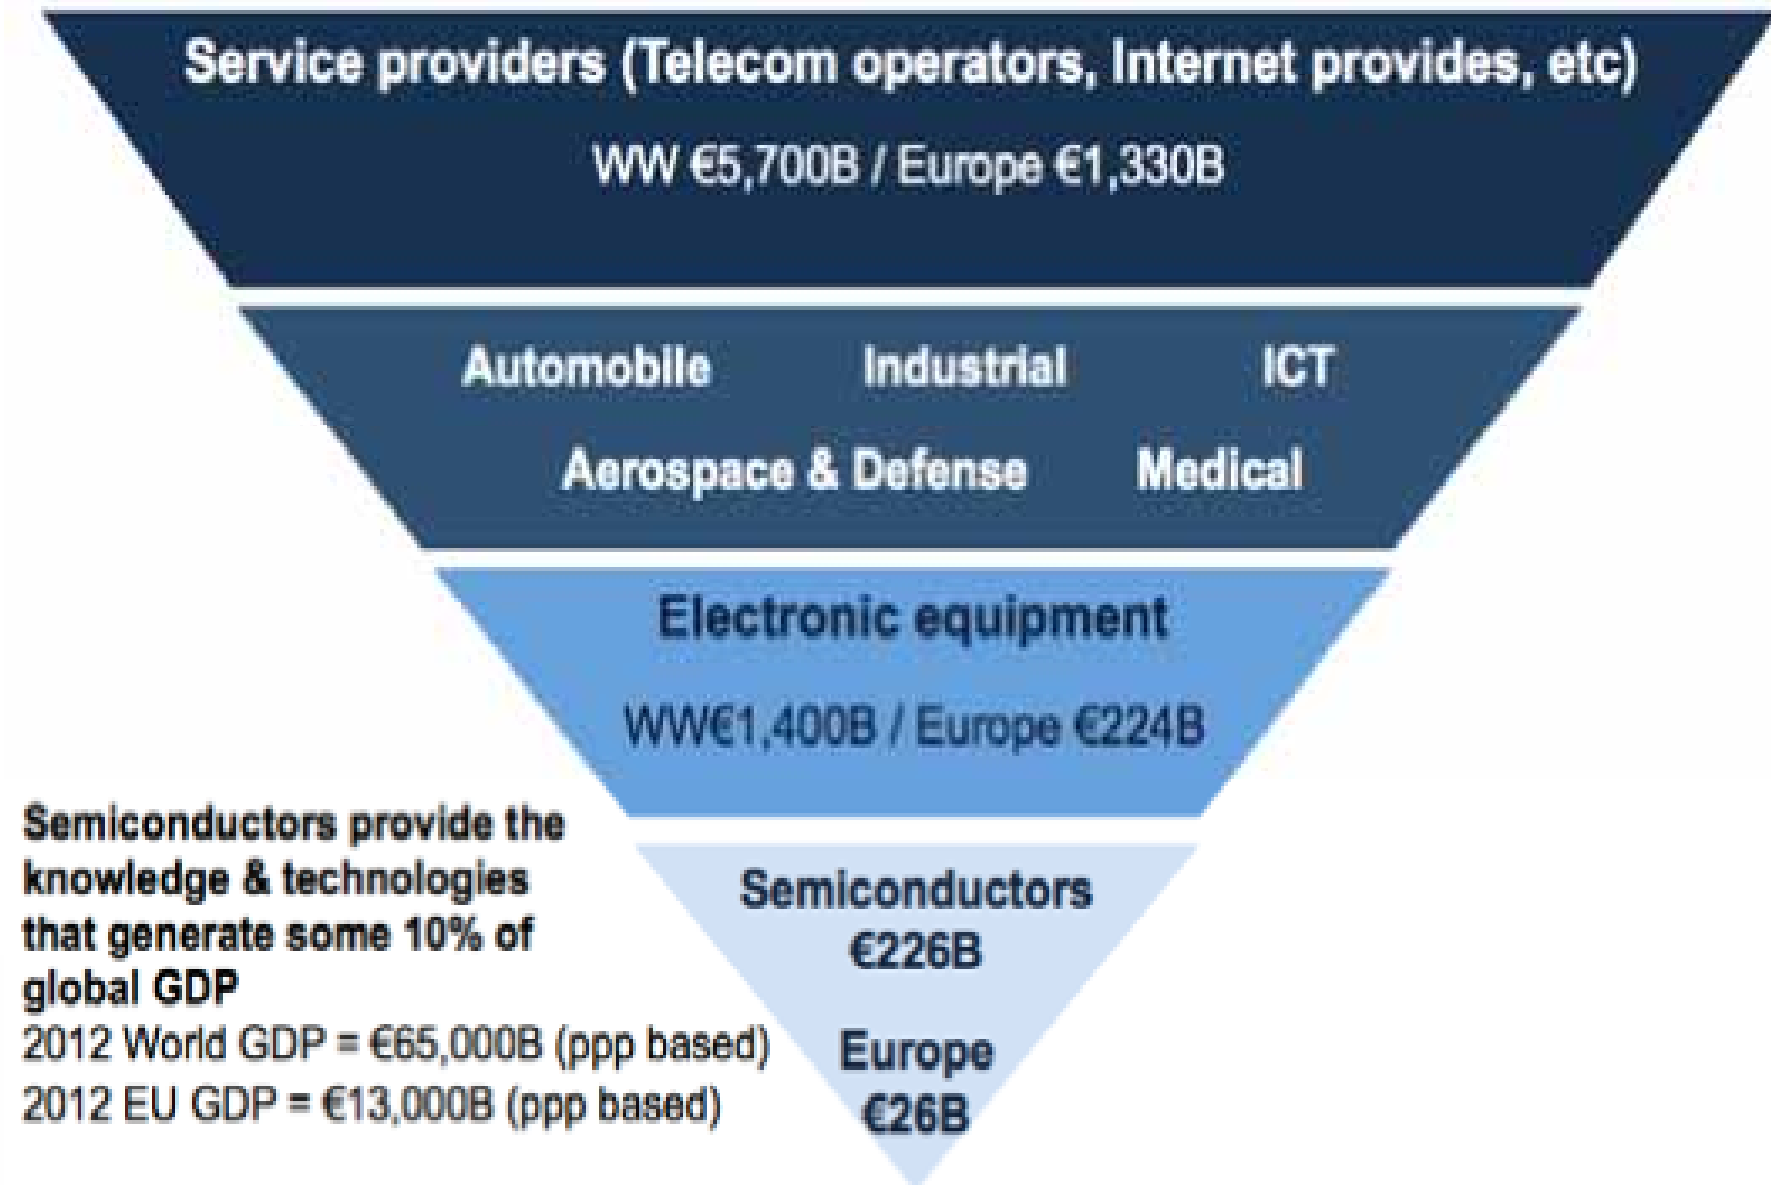 Service providers (Telecom operators, Internet provides, etc)
WW €5,700B / Europe €1,330B
Automobile Industrial ICT
Aerospace & Defense Medical
Electronic equipment
WW€1,400B / Europe €224B
Semiconductors
€226B
Europe
€26B
Semiconductors provide the
knowledge & technologies
that generate some 10% of
global GDP
2012 World GDP = €65,000B (ppp based)
2012 EU GDP = €13,000B (ppp based)